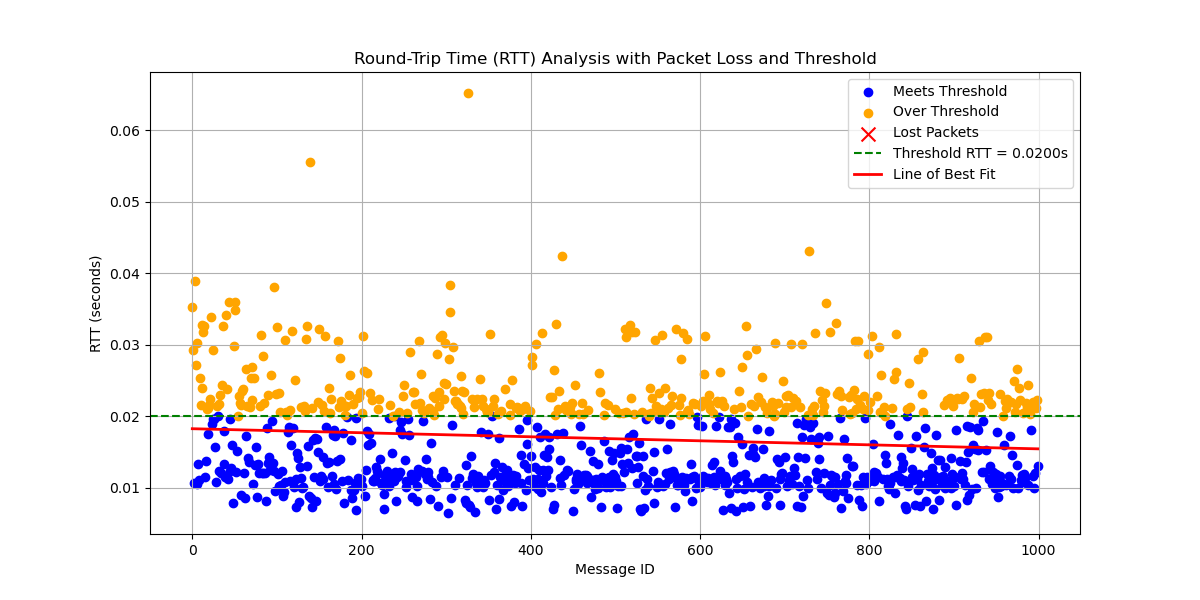 Round-Trip Time (RTT) Analysis with Packet Loss and Threshold
Meets Threshold
Over Threshold
Lost Packets
Threshold RTT = 0.0200s
Line of Best Fit
RTT (seconds)
0.06
0.05
0.04
0.03
0.02
0.01
0 200 400 600 800 1000
Message ID